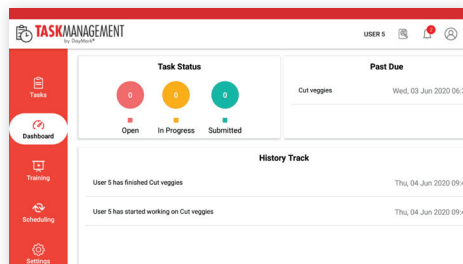 TASKMANAGEMENT
by DayMark®
USER 5
Tasks
Dashboard
Training
Scheduling
Settings
Task Status
0
0
0
Open
In Progress
Submitted
Past Due
Cut veggies
Wed, 03 Jun 2020 06:
History Track
User 5 has finished Cut veggies
Thu, 04 Jun 2020 09:
User 5 has started working on Cut veggies
Thu, 04 Jun 2020 09: